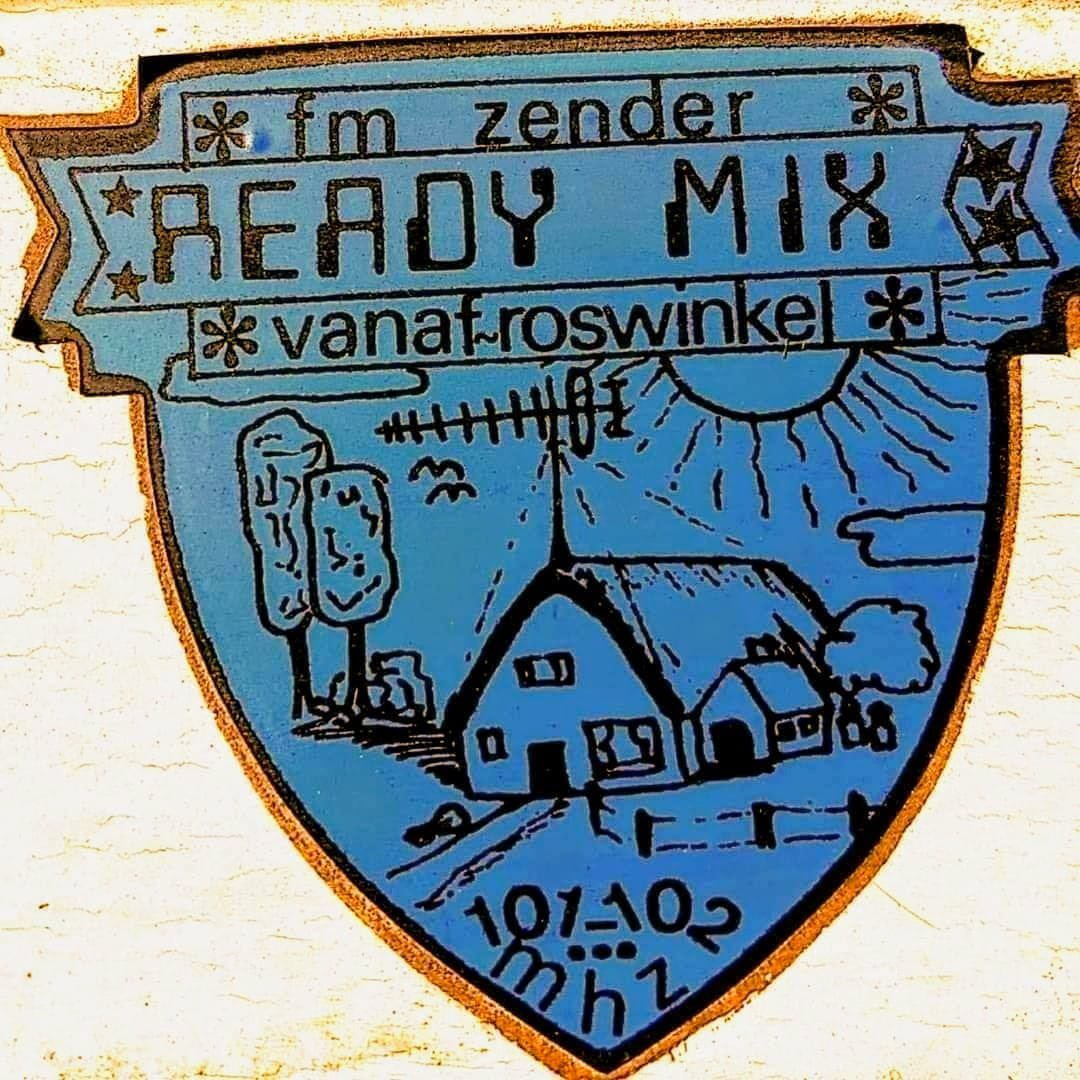 fm zender
READY MIX
vanaf roswinkel
101-102
mhz